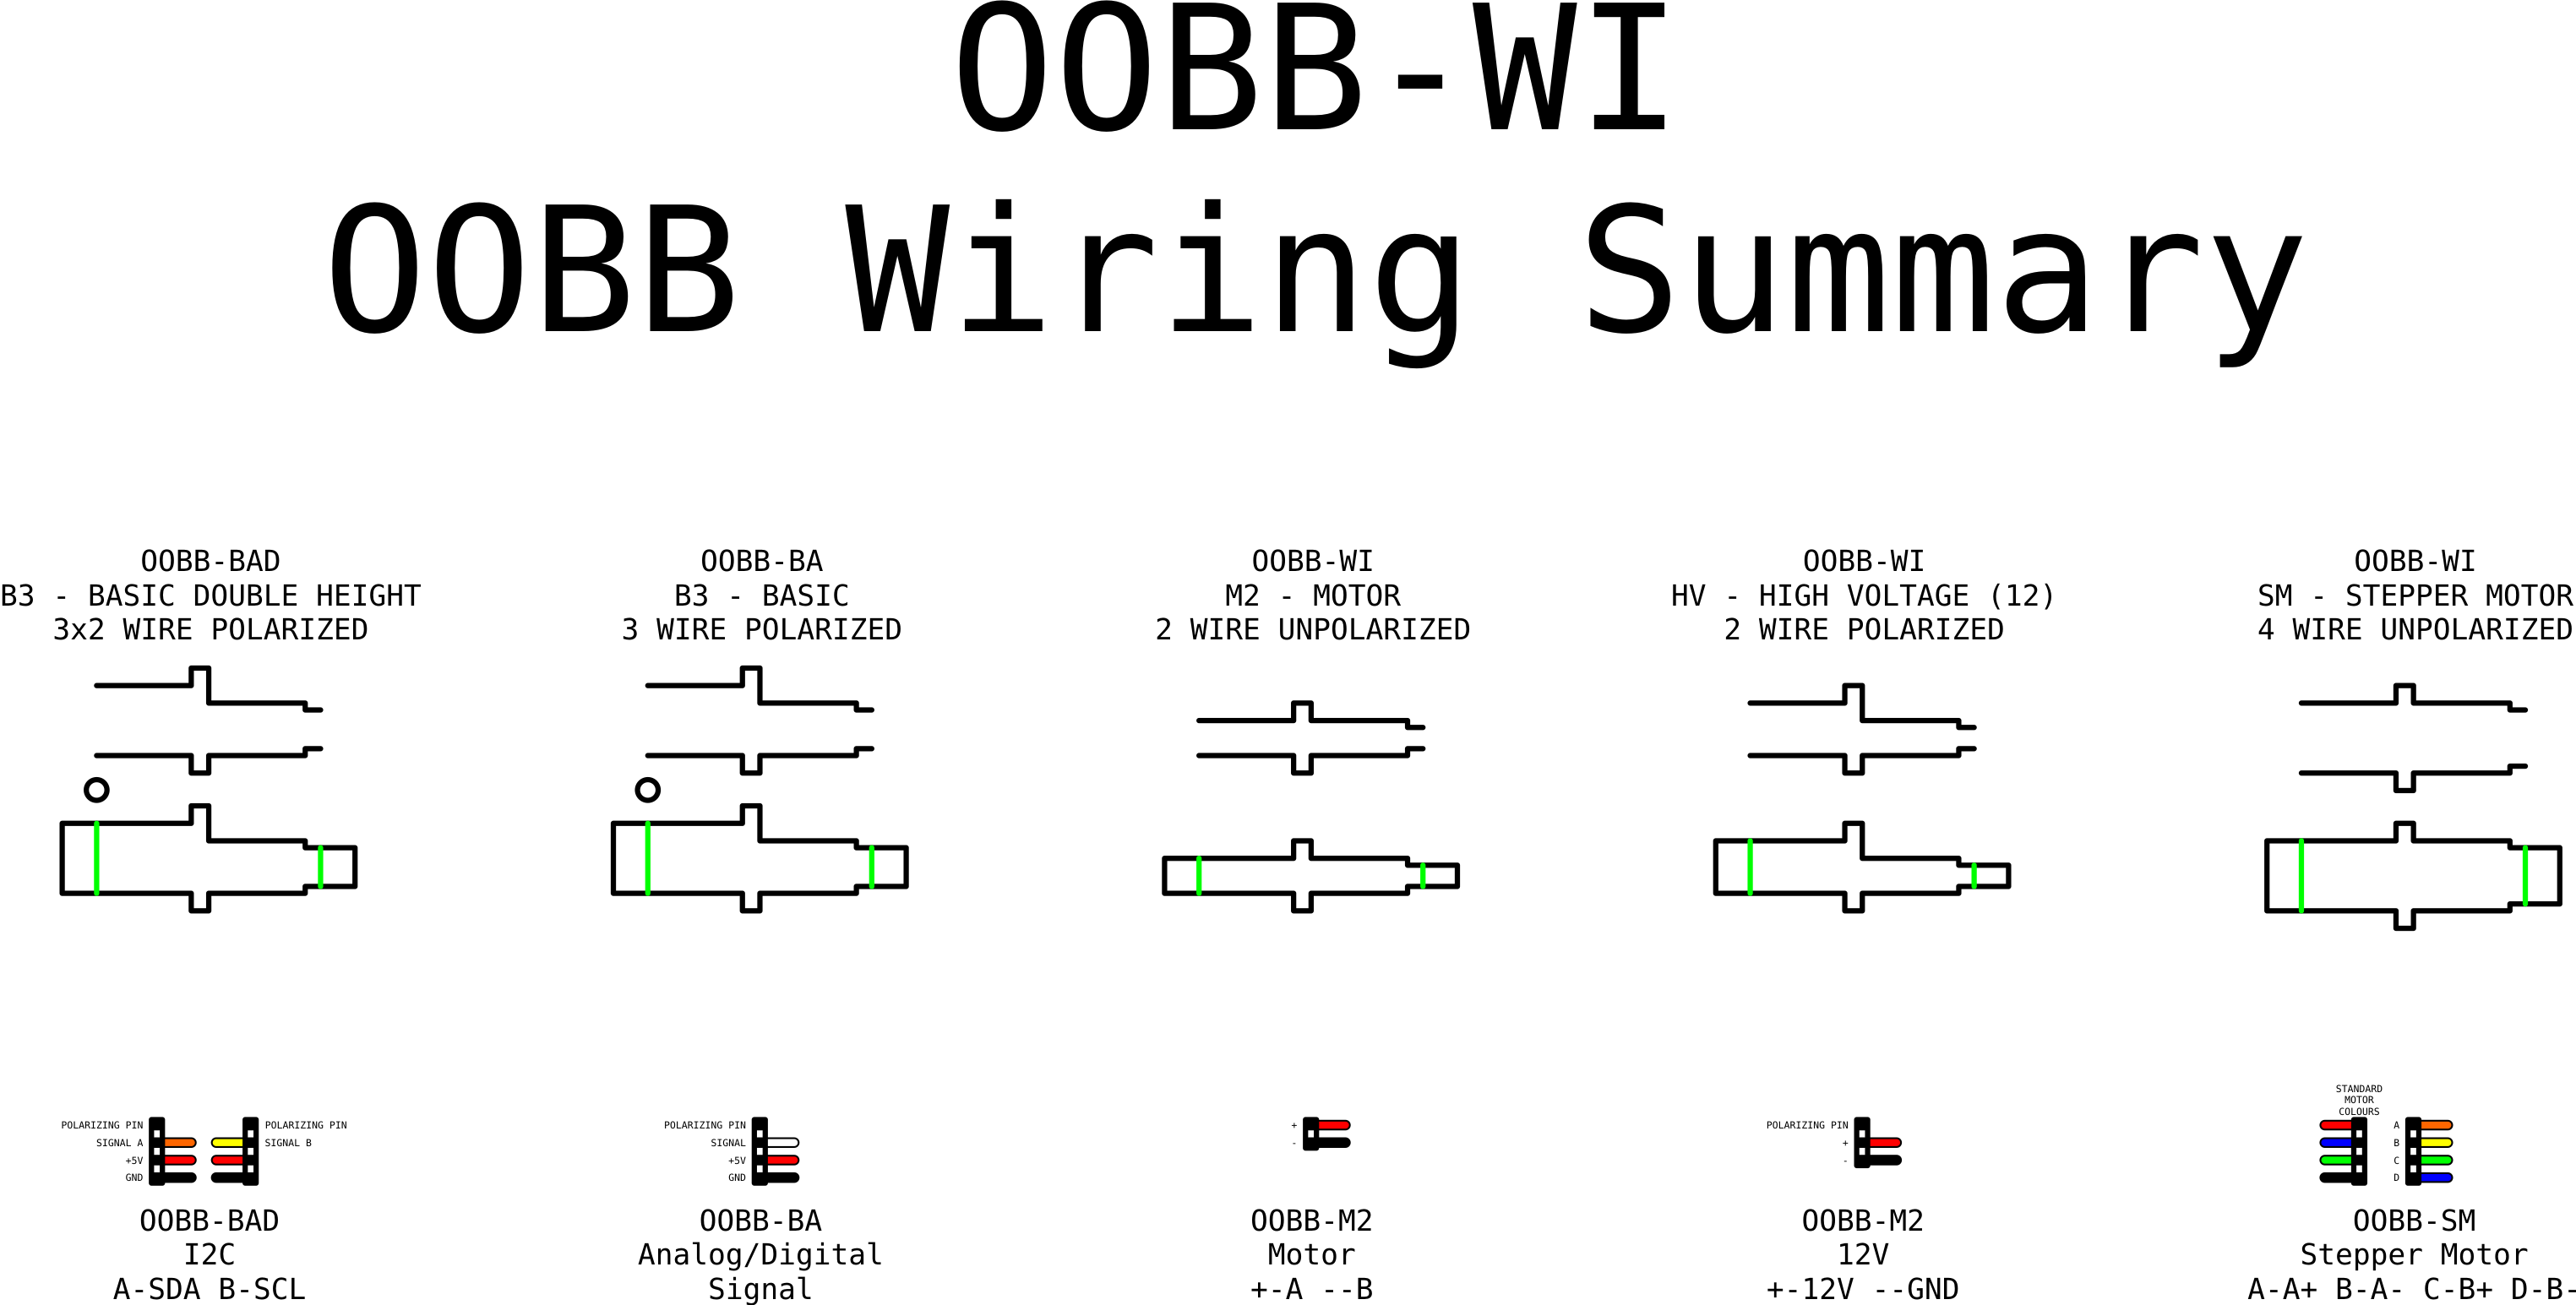 OOBB-WI
OOBB Wiring Summary
OOBB-BAD
B3 - BASIC DOUBLE HEIGHT
3x2 WIRE POLARIZED
OOBB-BA
B3 - BASIC
3 WIRE POLARIZED
OOBB-WI
M2 - MOTOR
2 WIRE UNPOLARIZED
OOBB-WI
HV - HIGH VOLTAGE (12)
2 WIRE POLARIZED
OOBB-WI
SM - STEPPER MOTOR
4 WIRE UNPOLARIZED
POLARIZING PIN
SIGNAL A
+5V
GND
POLARIZING PIN
SIGNAL B
OOBB-BAD
I2C
A-SDA B-SCL
POLARIZING PIN
SIGNAL
+5V
GND
OOBB-BA
Analog/Digital
Signal
+
-
OOBB-M2
Motor
+-A --B
POLARIZING PIN
+
-
OOBB-M2
12V
+-12V --GND
STANDARD
MOTOR
COLOURS
A
B
C
D
OOBB-SM
Stepper Motor
A-A+ B-A- C-B+ D-B-